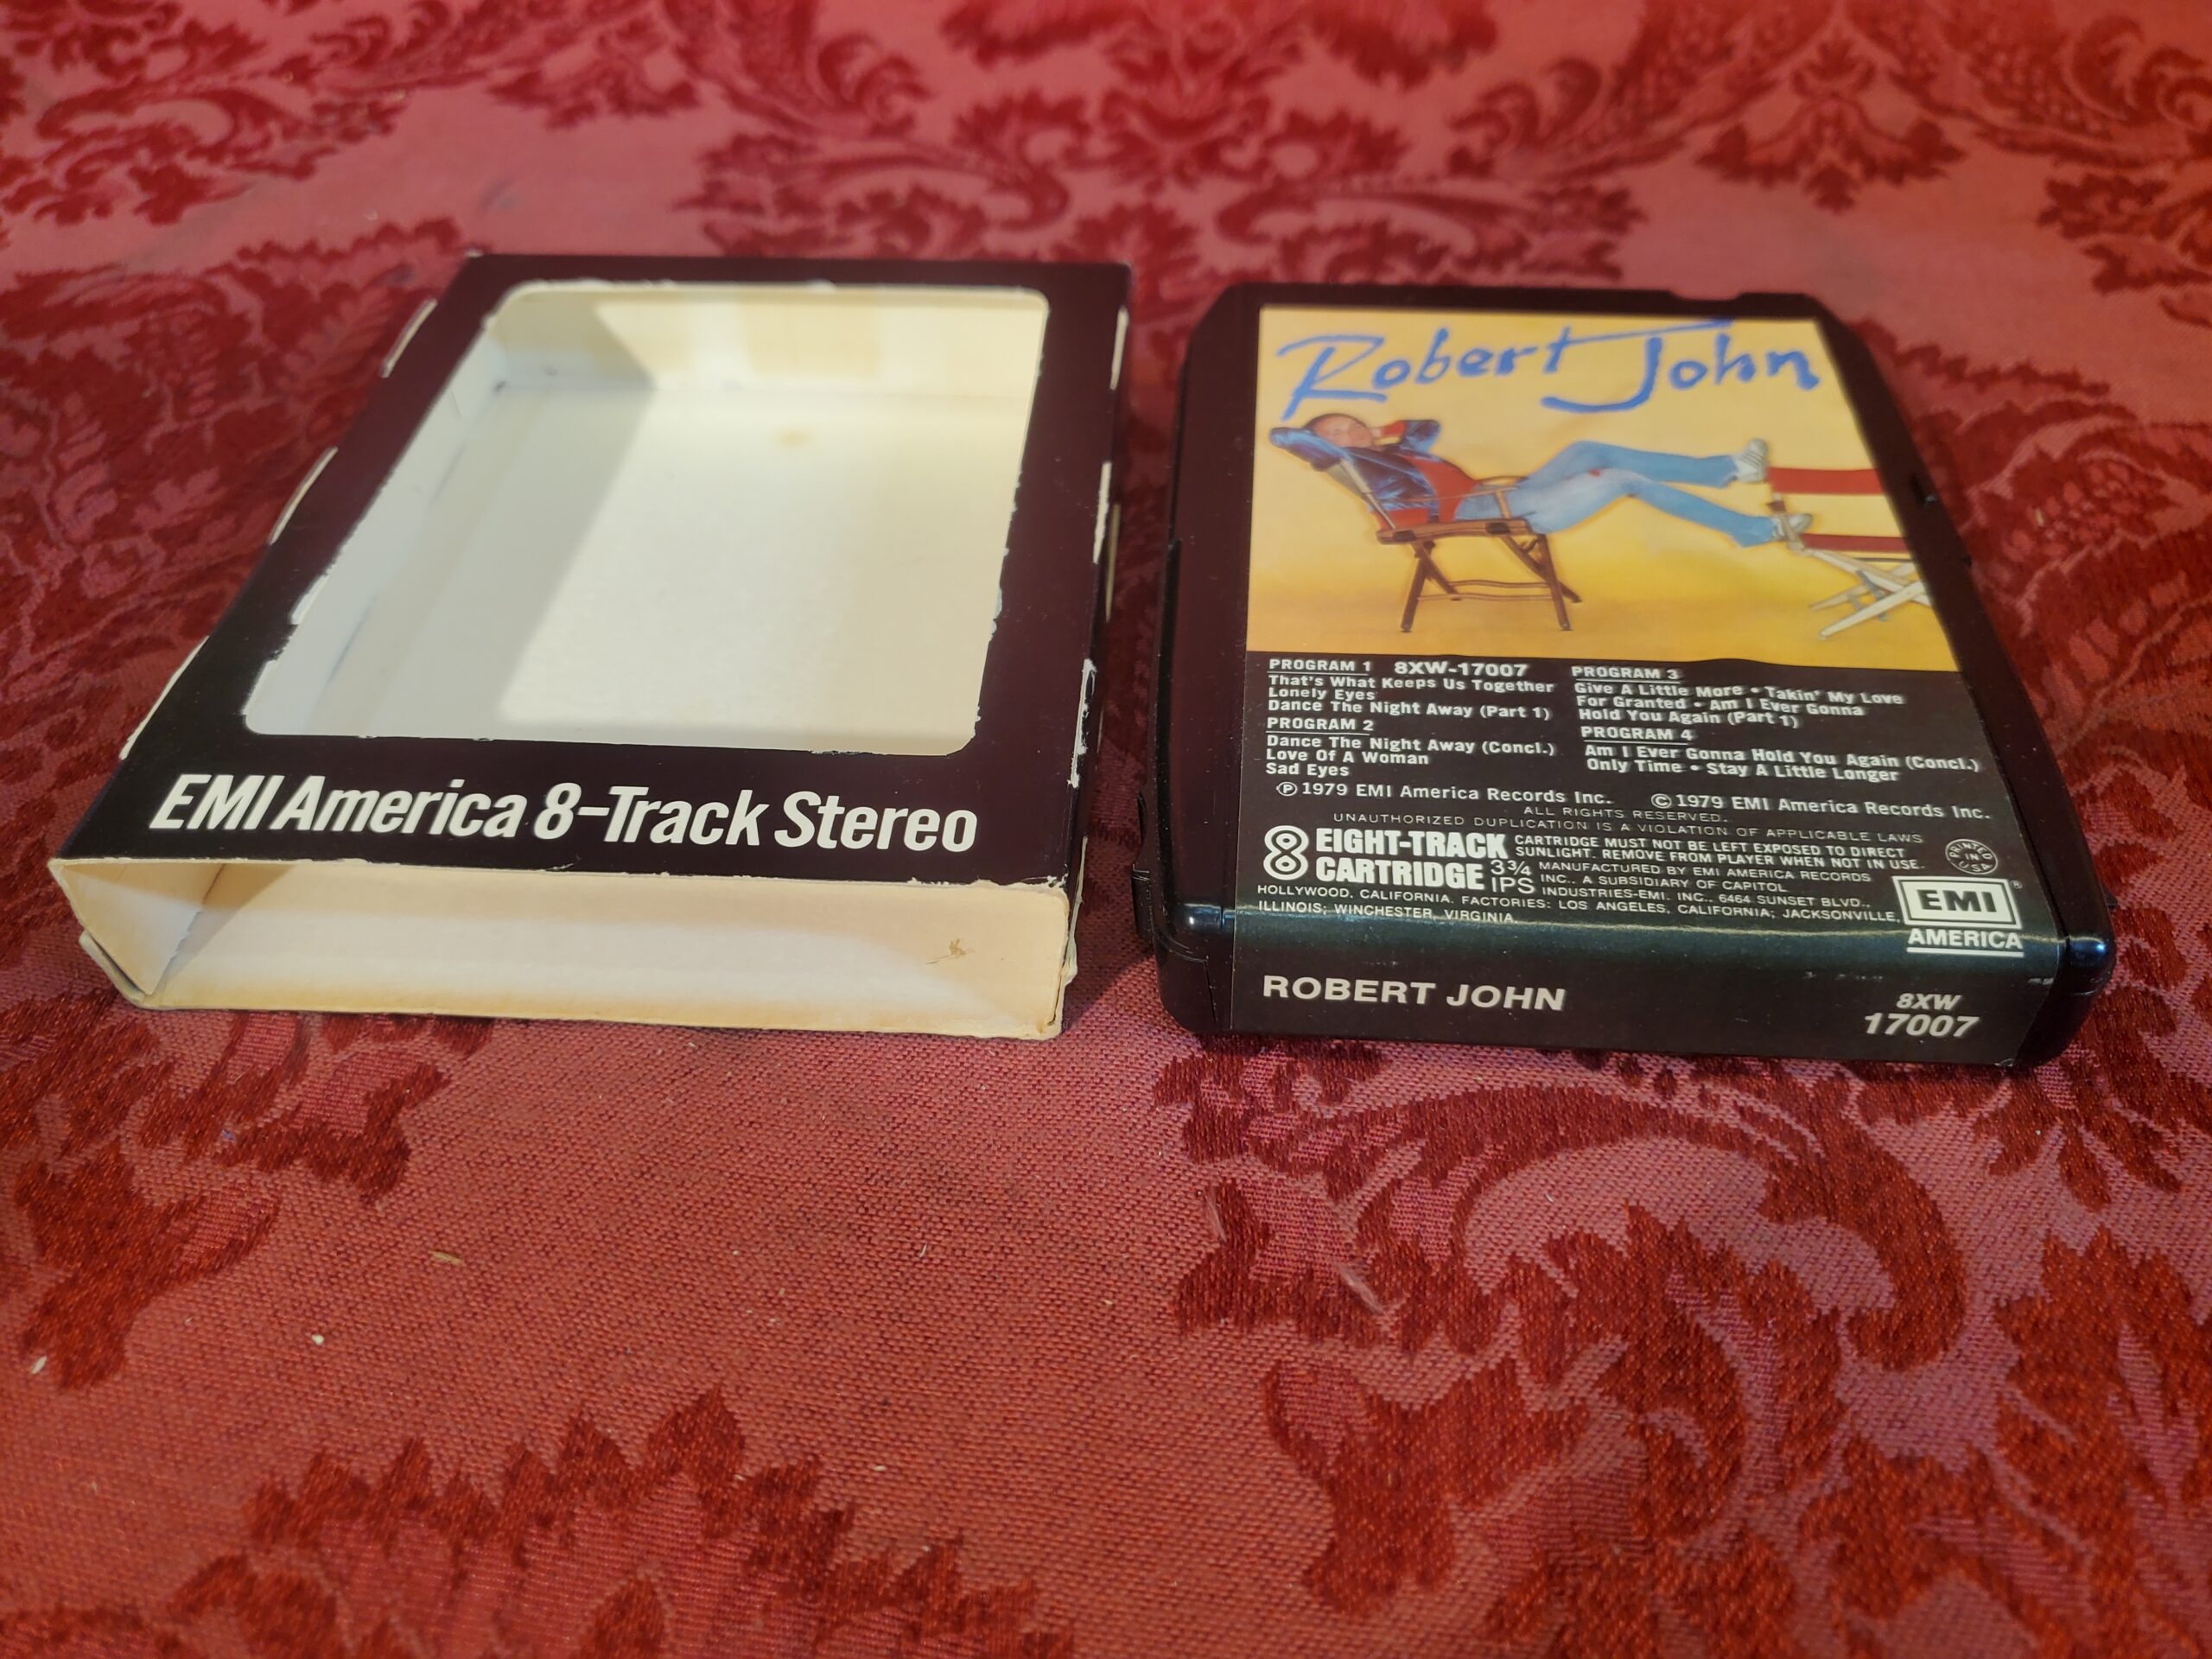 EMI America 8-Track Stereo
Robert John
PROGRAM 1 8XW-17007
That's What Keeps Us Together
Lonely Eyes
Dance The Night Away (Part 1)
PROGRAM 2
Dance The Night Away (Concl.)
Love Of A Woman
Sad Eyes
PROGRAM 3
Give A Little More • Takin' My Love
For Granted • Am I Ever Gonna
Hold You Again (Part 1)
PROGRAM 4
Am I Ever Gonna Hold You Again (Concl.)
Only Time • Stay A Little Longer
℗ 1979 EMI America Records Inc. © 1979 EMI America Records Inc.
ALL RIGHTS RESERVED.
UNAUTHORIZED DUPLICATION IS A VIOLATION OF APPLICABLE LAWS
8 EIGHT-TRACK
CARTRIDGE 3¾ IPS
CARTRIDGE MUST NOT BE LEFT EXPOSED TO DIRECT
SUNLIGHT. REMOVE FROM PLAYER WHEN NOT IN USE.
MANUFACTURED BY EMI AMERICA RECORDS
INC., A SUBSIDIARY OF CAPITOL
INDUSTRIES-EMI, INC., 6464 SUNSET BLVD.,
HOLLYWOOD, CALIFORNIA. FACTORIES: LOS ANGELES, CALIFORNIA; JACKSONVILLE,
ILLINOIS; WINCHESTER, VIRGINIA.
PRINTED IN U.S.A.
EMI®
AMERICA
ROBERT JOHN
8XW
17007